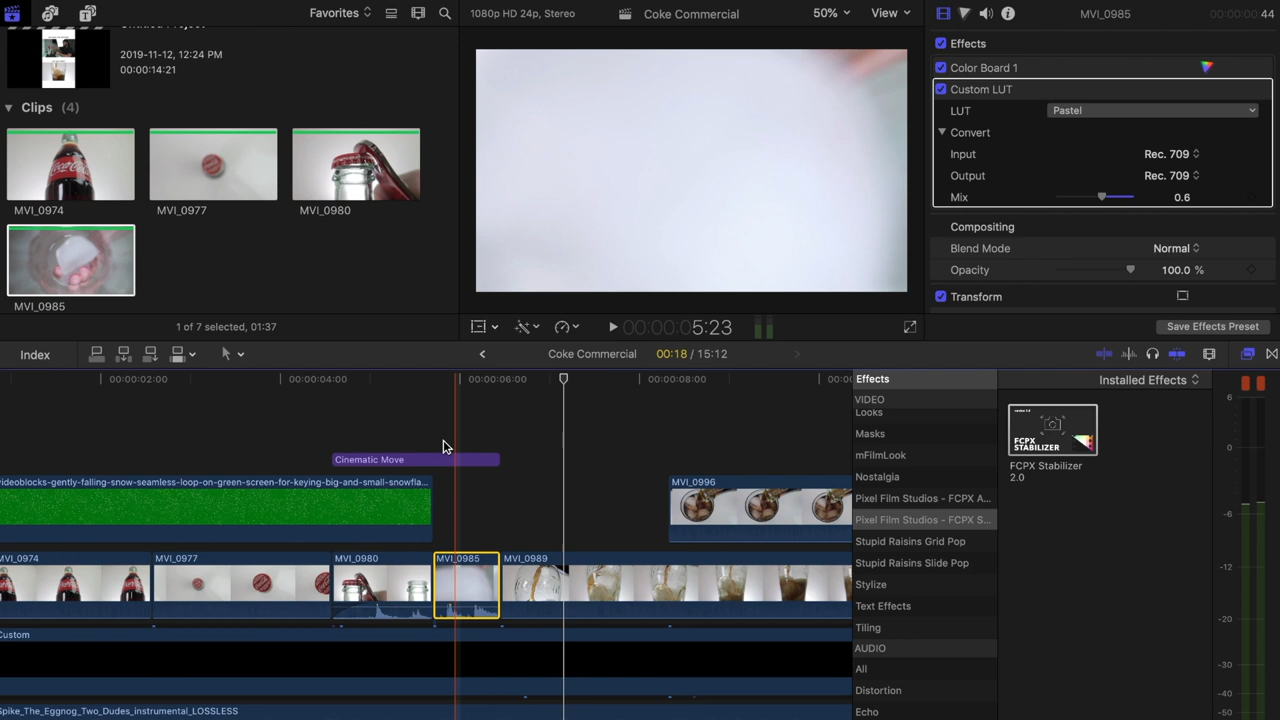 Favorites
1080p HD 24p, Stereo
Coke Commercial
50%
View
MVI_0985
00:00:00:00:44
2019-11-12, 12:24 PM
00:00:14:21
Clips (4)
MVI_0974
MVI_0977
MVI_0980
MVI_0985
1 of 7 selected, 01:37
00:00:00:05:23
Effects
Color Board 1
Custom LUT
LUT
Pastel
Convert
Input
Rec. 709
Output
Rec. 709
Mix
0.6
Compositing
Blend Mode
Normal
Opacity
100.0 %
Transform
Save Effects Preset
Index
Coke Commercial
00:18 / 15:12
00:00:02:00
00:00:04:00
00:00:06:00
00:00:08:00
00:00
Cinematic Move
videoblocks-gently-falling-snow-seamless-loop-on-green-screen-for-keying-big-and-small-snowfla...
MVI_0996
MVI_0974
MVI_0977
MVI_0980
MVI_0985
MVI_0989
Custom
Spike_The_Eggnog_Two_Dudes_instrumental_LOSSLESS
Effects
VIDEO
Looks
Masks
mFilmLook
Nostalgia
Pixel Film Studios - FCPX A...
Pixel Film Studios - FCPX S...
Stupid Raisins Grid Pop
Stupid Raisins Slide Pop
Stylize
Text Effects
Tiling
AUDIO
All
Distortion
Echo
Installed Effects
FCPX
STABILIZER
FCPX Stabilizer
2.0
6
0
-6
-12
-20
-30
-40
-50